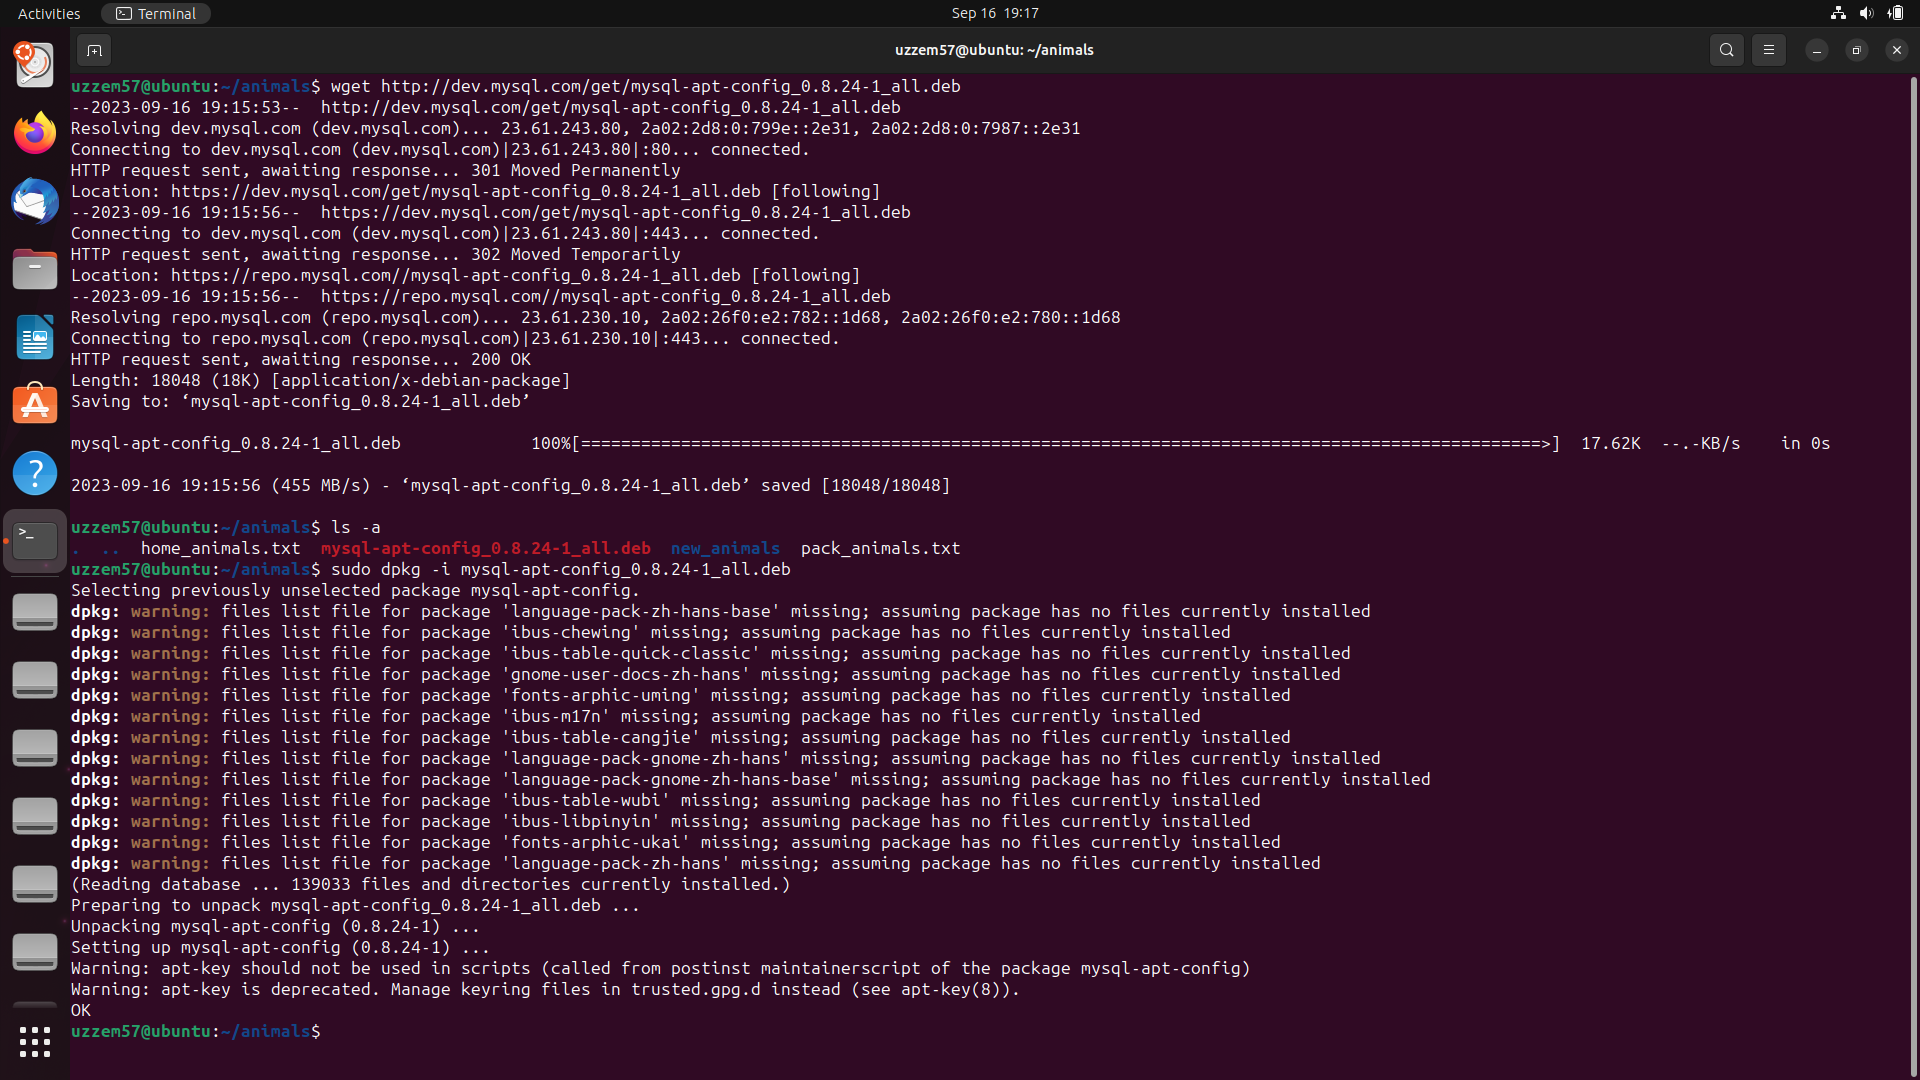 Activities
Terminal
Sep 16 19:17
uzzem57@ubuntu: ~/animals
uzzem57@ubuntu:~/animals$ wget http://dev.mysql.com/get/mysql-apt-config_0.8.24-1_all.deb
--2023-09-16 19:15:53--  http://dev.mysql.com/get/mysql-apt-config_0.8.24-1_all.deb
Resolving dev.mysql.com (dev.mysql.com)... 23.61.243.80, 2a02:2d8:0:799e::2e31, 2a02:2d8:0:7987::2e31
Connecting to dev.mysql.com (dev.mysql.com)|23.61.243.80|:80... connected.
HTTP request sent, awaiting response... 301 Moved Permanently
Location: https://dev.mysql.com/get/mysql-apt-config_0.8.24-1_all.deb [following]
--2023-09-16 19:15:56--  https://dev.mysql.com/get/mysql-apt-config_0.8.24-1_all.deb
Connecting to dev.mysql.com (dev.mysql.com)|23.61.243.80|:443... connected.
HTTP request sent, awaiting response... 302 Moved Temporarily
Location: https://repo.mysql.com//mysql-apt-config_0.8.24-1_all.deb [following]
--2023-09-16 19:15:56--  https://repo.mysql.com//mysql-apt-config_0.8.24-1_all.deb
Resolving repo.mysql.com (repo.mysql.com)... 23.61.230.10, 2a02:26f0:e2:782::1d68, 2a02:26f0:e2:780::1d68
Connecting to repo.mysql.com (repo.mysql.com)|23.61.230.10|:443... connected.
HTTP request sent, awaiting response... 200 OK
Length: 18048 (18K) [application/x-debian-package]
Saving to: ‘mysql-apt-config_0.8.24-1_all.deb’
mysql-apt-config_0.8.24-1_all.deb             100%[================================================================================================>]  17.62K  --.-KB/s    in 0s
2023-09-16 19:15:56 (455 MB/s) - ‘mysql-apt-config_0.8.24-1_all.deb’ saved [18048/18048]
uzzem57@ubuntu:~/animals$ ls -a
.  ..  home_animals.txt  mysql-apt-config_0.8.24-1_all.deb  new_animals  pack_animals.txt
uzzem57@ubuntu:~/animals$ sudo dpkg -i mysql-apt-config_0.8.24-1_all.deb
Selecting previously unselected package mysql-apt-config.
dpkg: warning: files list file for package 'language-pack-zh-hans-base' missing; assuming package has no files currently installed
dpkg: warning: files list file for package 'ibus-chewing' missing; assuming package has no files currently installed
dpkg: warning: files list file for package 'ibus-table-quick-classic' missing; assuming package has no files currently installed
dpkg: warning: files list file for package 'gnome-user-docs-zh-hans' missing; assuming package has no files currently installed
dpkg: warning: files list file for package 'fonts-arphic-uming' missing; assuming package has no files currently installed
dpkg: warning: files list file for package 'ibus-m17n' missing; assuming package has no files currently installed
dpkg: warning: files list file for package 'ibus-table-cangjie' missing; assuming package has no files currently installed
dpkg: warning: files list file for package 'language-pack-gnome-zh-hans' missing; assuming package has no files currently installed
dpkg: warning: files list file for package 'language-pack-gnome-zh-hans-base' missing; assuming package has no files currently installed
dpkg: warning: files list file for package 'ibus-table-wubi' missing; assuming package has no files currently installed
dpkg: warning: files list file for package 'ibus-libpinyin' missing; assuming package has no files currently installed
dpkg: warning: files list file for package 'fonts-arphic-ukai' missing; assuming package has no files currently installed
dpkg: warning: files list file for package 'language-pack-zh-hans' missing; assuming package has no files currently installed
(Reading database ... 139033 files and directories currently installed.)
Preparing to unpack mysql-apt-config_0.8.24-1_all.deb ...
Unpacking mysql-apt-config (0.8.24-1) ...
Setting up mysql-apt-config (0.8.24-1) ...
Warning: apt-key should not be used in scripts (called from postinst maintainerscript of the package mysql-apt-config)
Warning: apt-key is deprecated. Manage keyring files in trusted.gpg.d instead (see apt-key(8)).
OK
uzzem57@ubuntu:~/animals$